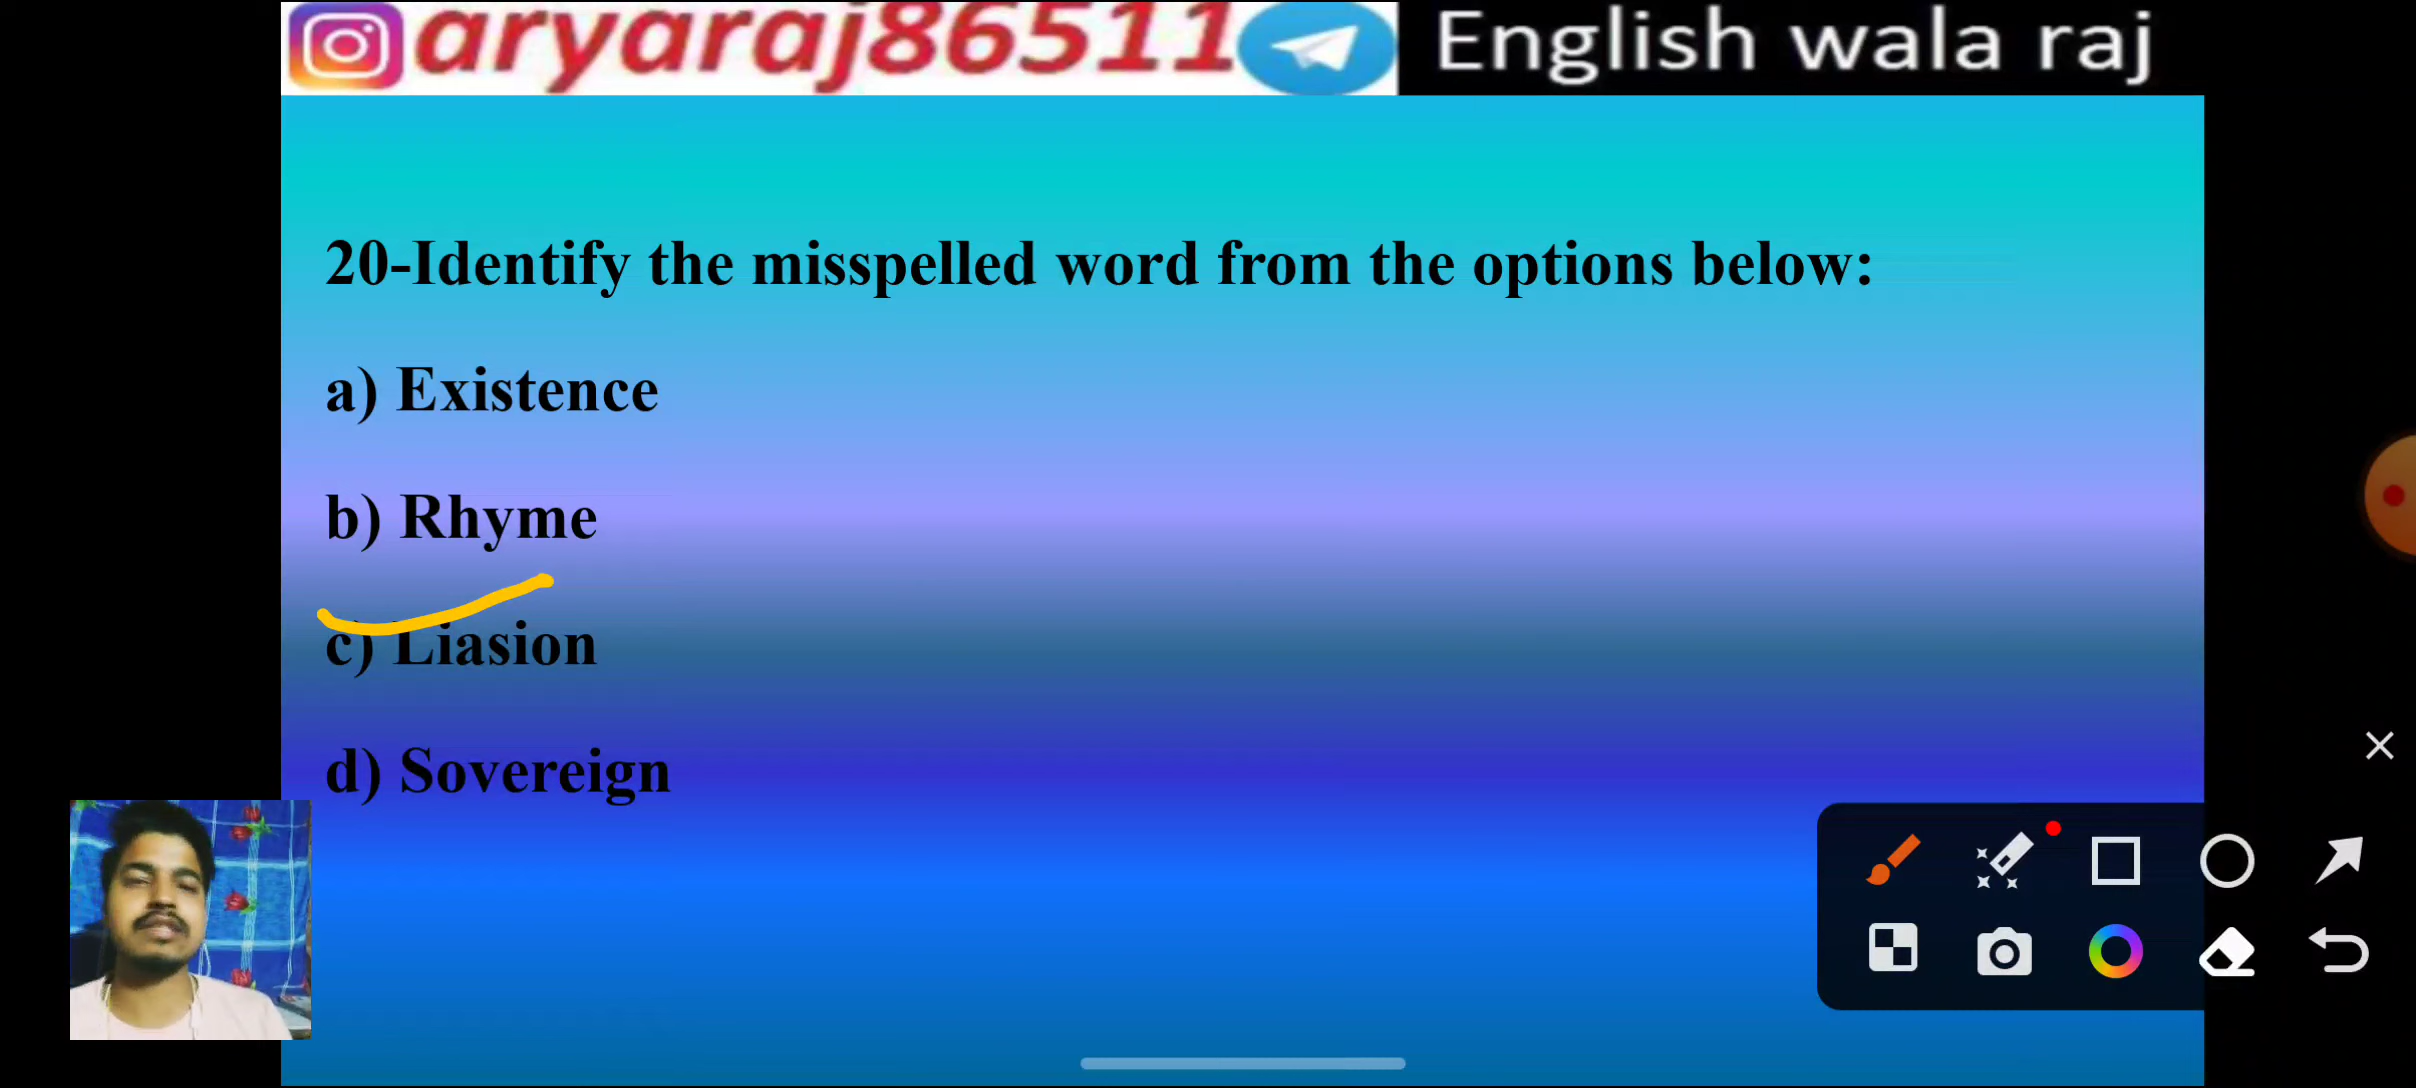 aryaraj86511 English wala raj
20-Identify the misspelled word from the options below:
a) Existence
b) Rhyme
c) Liasion
d) Sovereign